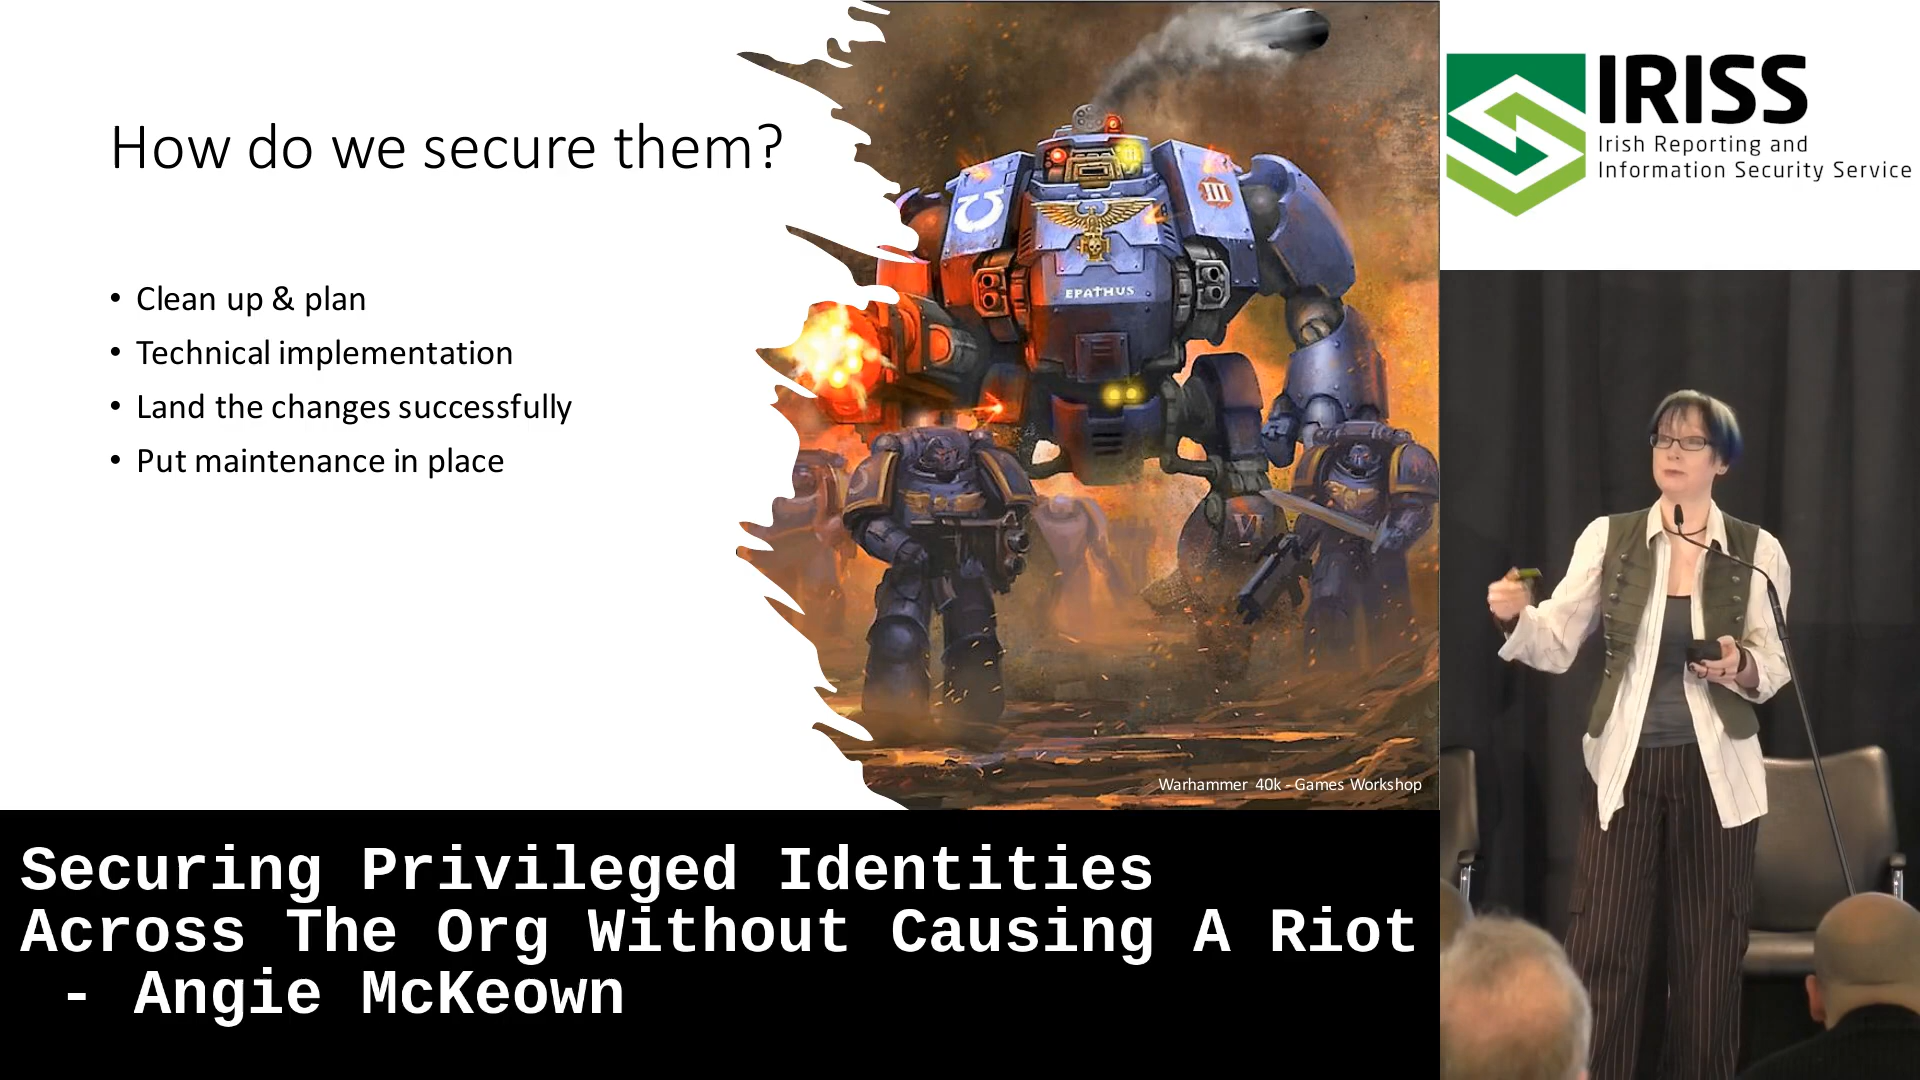 How do we secure them?
• Clean up & plan
• Technical implementation
• Land the changes successfully
• Put maintenance in place
III
EPATHUS
VI
Warhammer 40k - Games Workshop
IRISS
Irish Reporting and
Information Security Service
Securing Privileged Identities
Across The Org Without Causing A Riot
- Angie McKeown